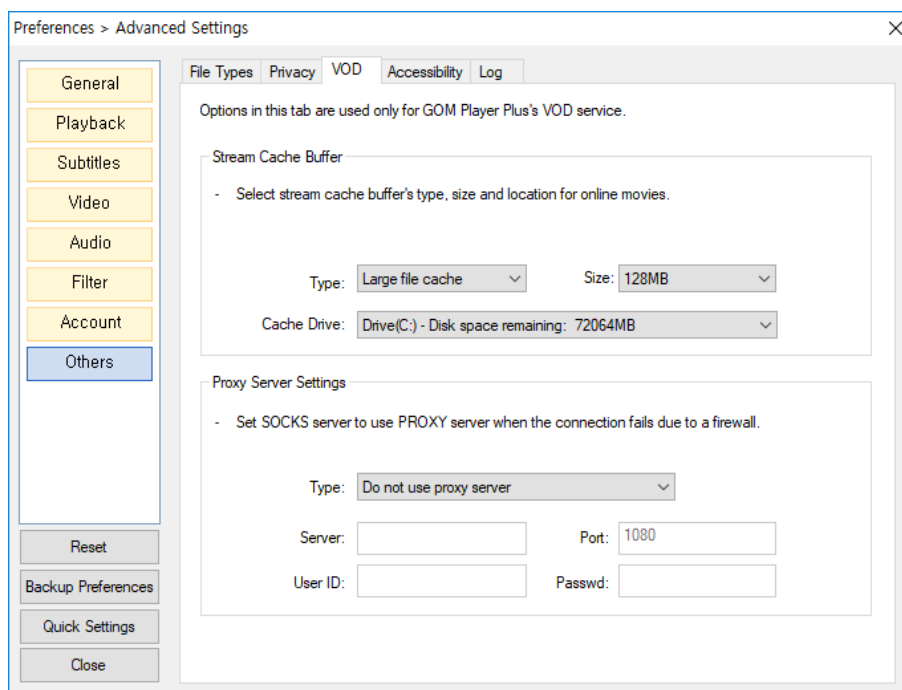 Preferences > Advanced Settings
General
Playback
Subtitles
Video
Audio
Filter
Account
Others
Reset
Backup Preferences
Quick Settings
Close
File Types Privacy VOD Accessibility Log
Options in this tab are used only for GOM Player Plus's VOD service.
Stream Cache Buffer
- Select stream cache buffer's type, size and location for online movies.
Type: Large file cache Size: 128MB
Cache Drive: Drive(C:) - Disk space remaining: 72064MB
Proxy Server Settings
- Set SOCKS server to use PROXY server when the connection fails due to a firewall.
Type: Do not use proxy server
Server: Port: 1080
User ID: Passwd: